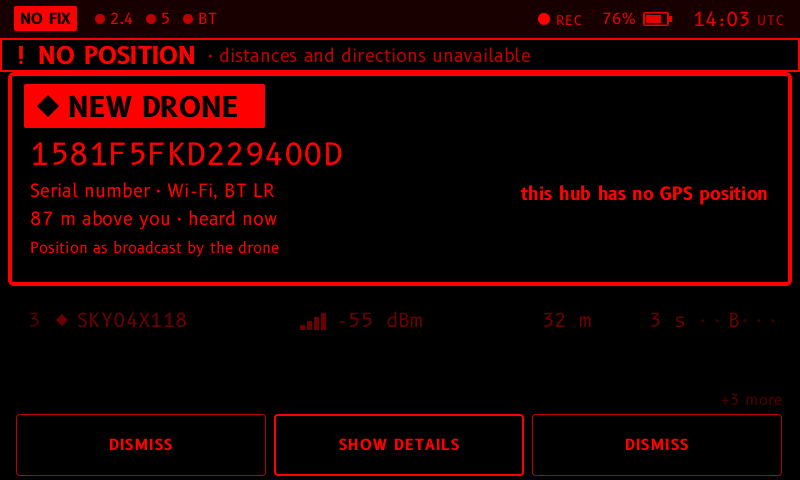 NO FIX 2.4 5 BT REC 76% 14:03 UTC
! NO POSITION · distances and directions unavailable
◆ NEW DRONE
1581F5FKD229400D
Serial number · Wi-Fi, BT LR
this hub has no GPS position
87 m above you · heard now
Position as broadcast by the drone
3 ◆ SKY04X118 -55 dBm 32 m 3 s ··B···
+3 more
DISMISS SHOW DETAILS DISMISS